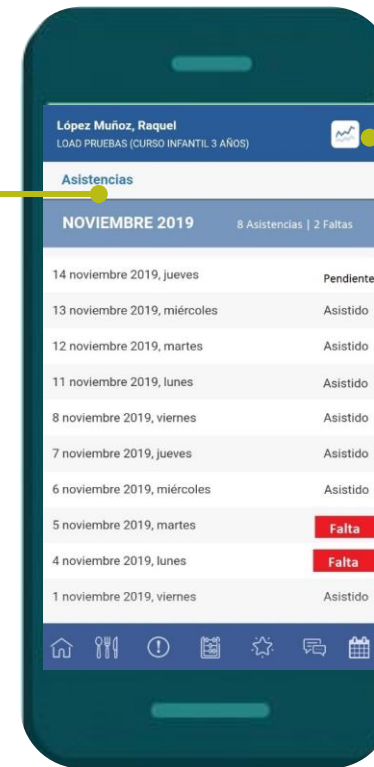 López Muñoz, Raquel
LOAD PRUEBAS (CURSO INFANTIL 3 AÑOS)
Asistencias
NOVIEMBRE 2019 8 Asistencias | 2 Faltas
14 noviembre 2019, jueves Pendiente
13 noviembre 2019, miércoles Asistido
12 noviembre 2019, martes Asistido
11 noviembre 2019, lunes Asistido
8 noviembre 2019, viernes Asistido
7 noviembre 2019, jueves Asistido
6 noviembre 2019, miércoles Asistido
5 noviembre 2019, martes Falta
4 noviembre 2019, lunes Falta
1 noviembre 2019, viernes Asistido